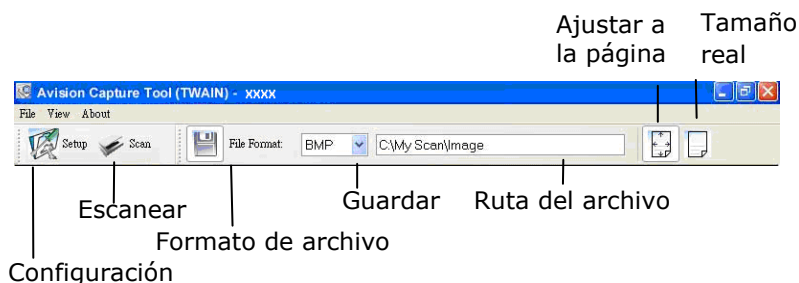 Ajustar a
la página
Tamaño
real
Avision Capture Tool (TWAIN) - xxxx
File View About
Setup Scan File Format: BMP C:\My Scan\Image
Escanear
Guardar
Ruta del archivo
Formato de archivo
Configuración